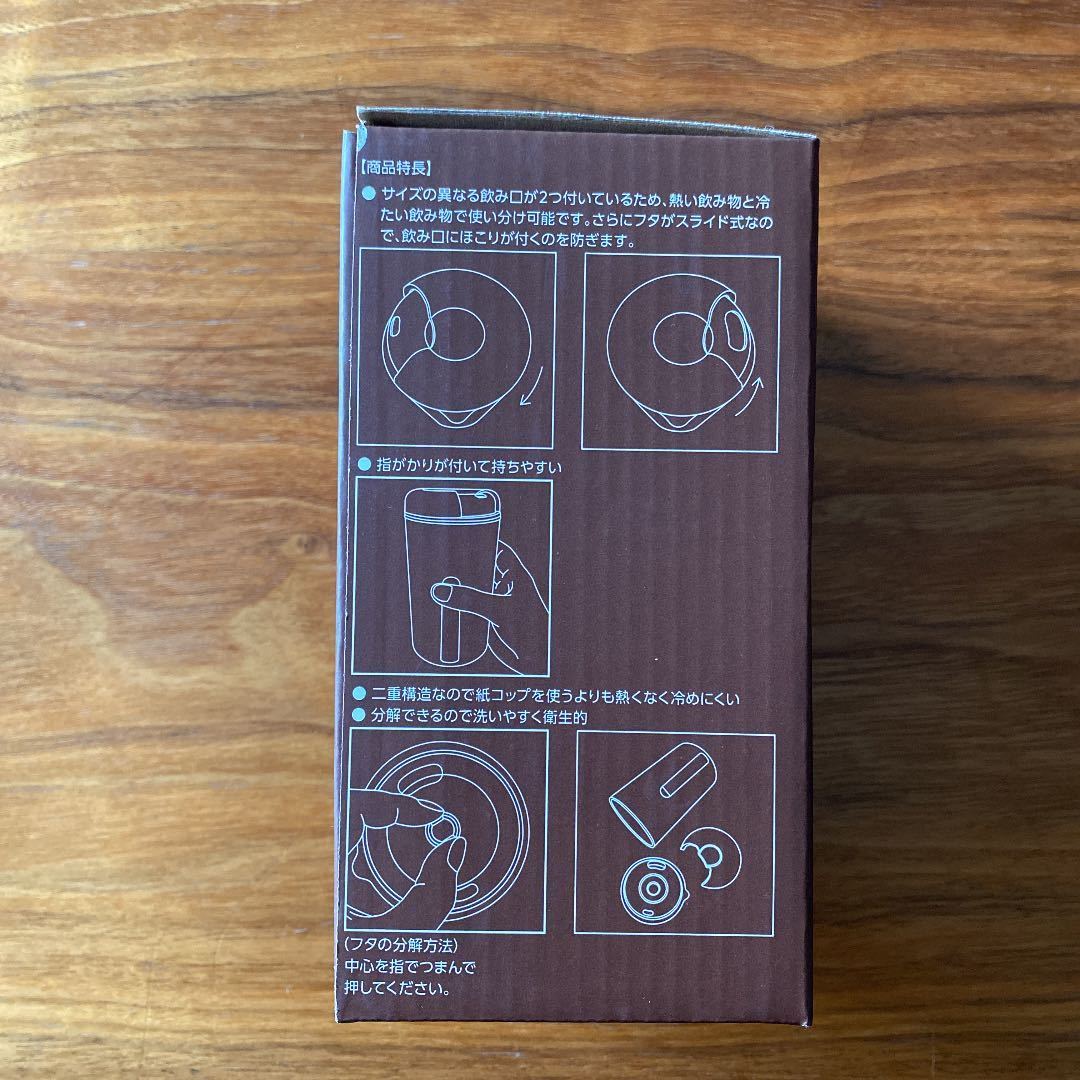 【商品特長】
● サイズの異なる飲み口が2つ付いているため、熱い飲み物と冷
たい飲み物で使い分け可能です。さらにフタがスライド式なの
で、飲み口にほこりが付くのを防ぎます。
● 指がかりが付いて持ちやすい
● 二重構造なので紙コップを使うよりも熱くなく冷めにくい
● 分解できるので洗いやすく衛生的
(フタの分解方法)
中心を指でつまんで
押してください。